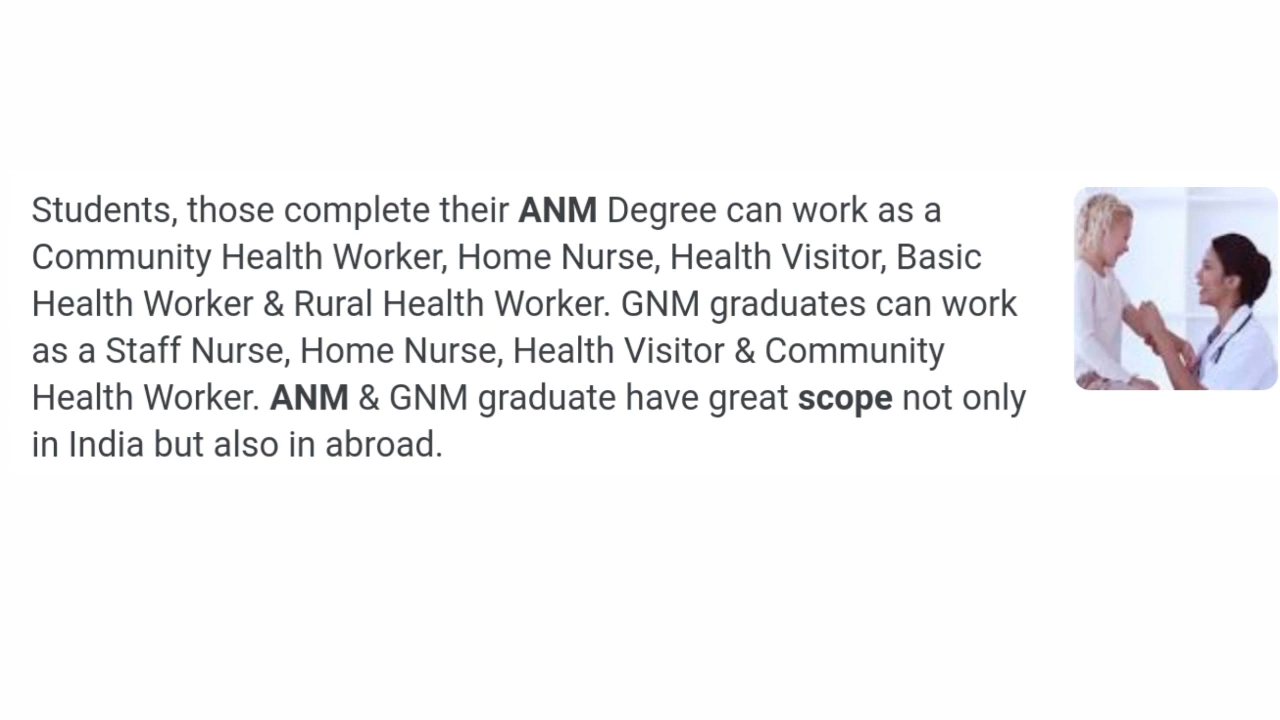 Students, those complete their ANM Degree can work as a
Community Health Worker, Home Nurse, Health Visitor, Basic
Health Worker & Rural Health Worker. GNM graduates can work
as a Staff Nurse, Home Nurse, Health Visitor & Community
Health Worker. ANM & GNM graduate have great scope not only
in India but also in abroad.